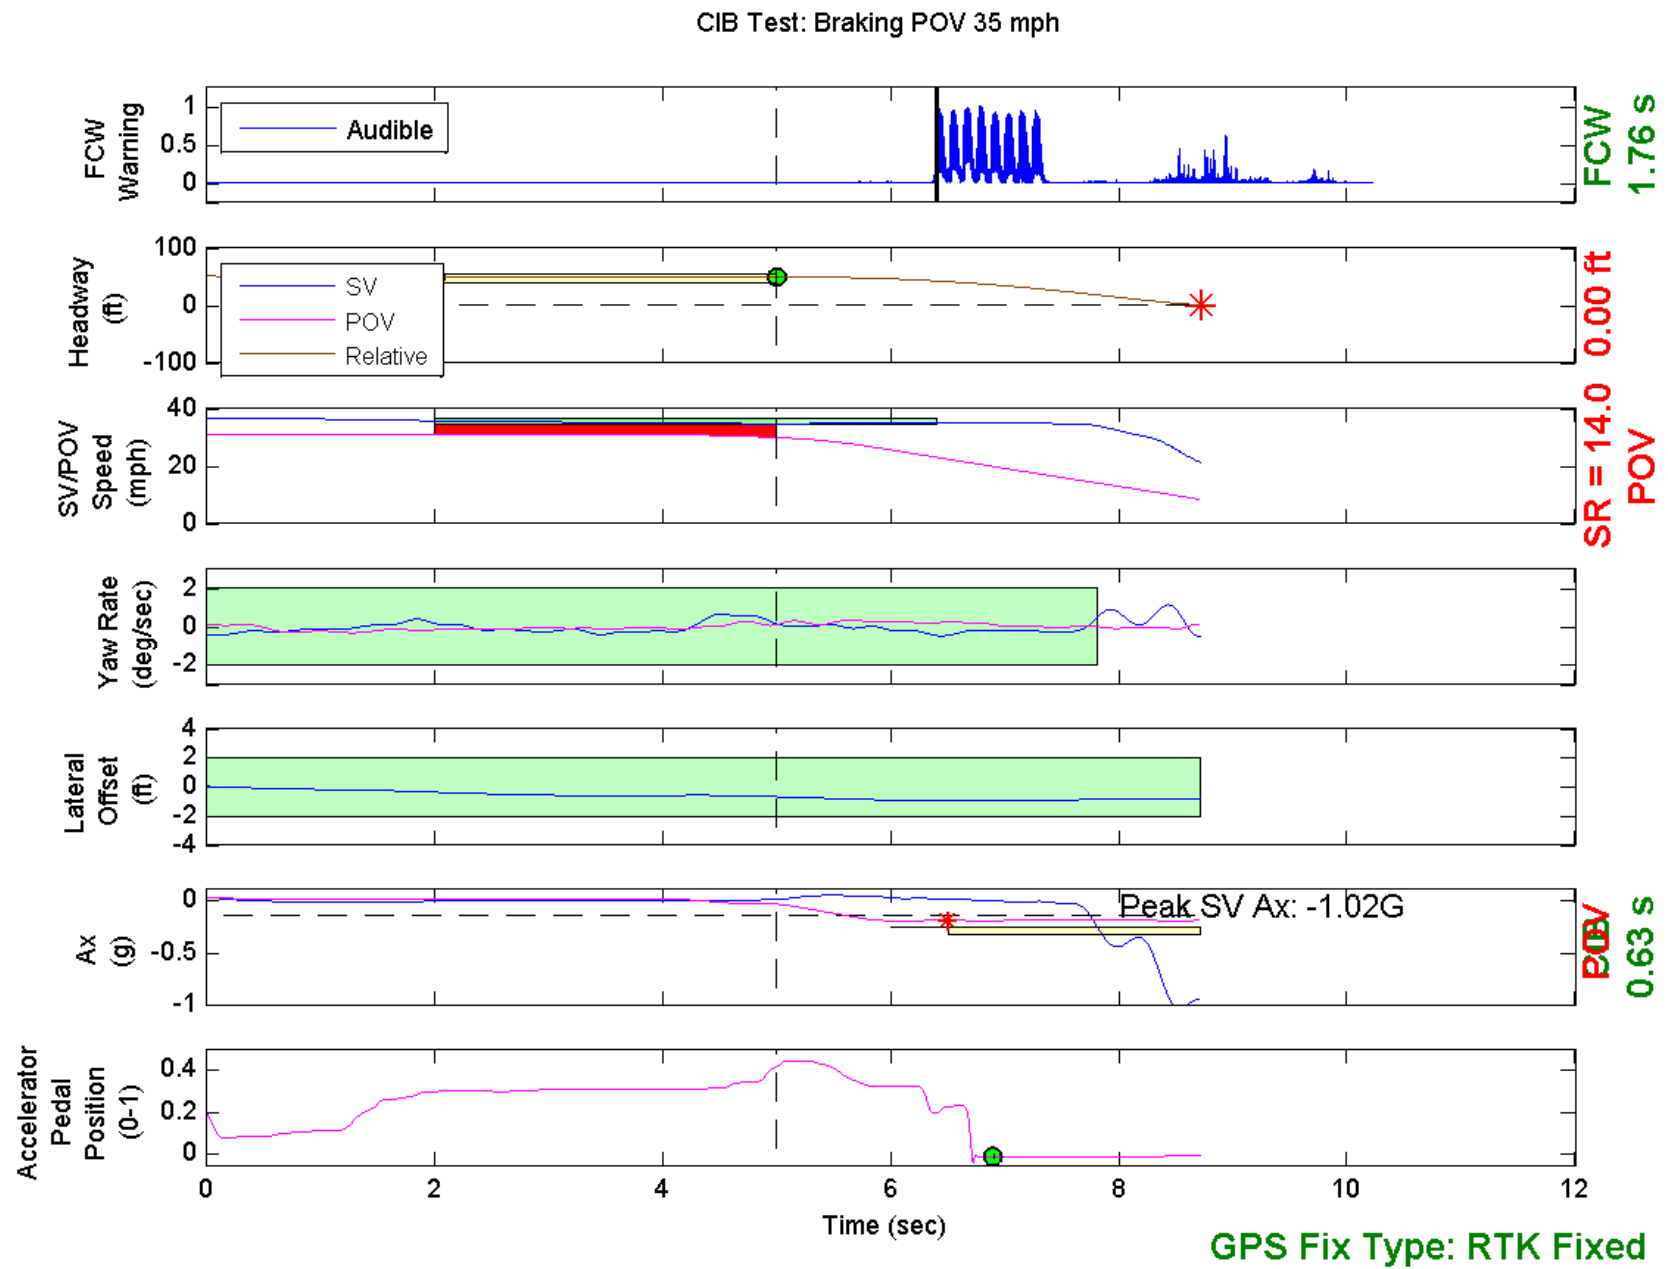 CIB Test: Braking POV 35 mph
FCW
Warning
1
0.5
0
Audible
FCW
1.76 s
Headway
(ft)
100
0
-100
SV
POV
Relative
0.00 ft
SV/POV
Speed
(mph)
40
20
0
SR = 14.0
POV
Yaw Rate
(deg/sec)
2
0
-2
Lateral
Offset
(ft)
4
2
0
-2
-4
Ax
(g)
0
-0.5
-1
Peak SV Ax: -1.02G
POV
0.63 s
Accelerator
Pedal
Position
(0-1)
0.4
0.2
0
0 2 4 6 8 10 12
Time (sec)
GPS Fix Type: RTK Fixed